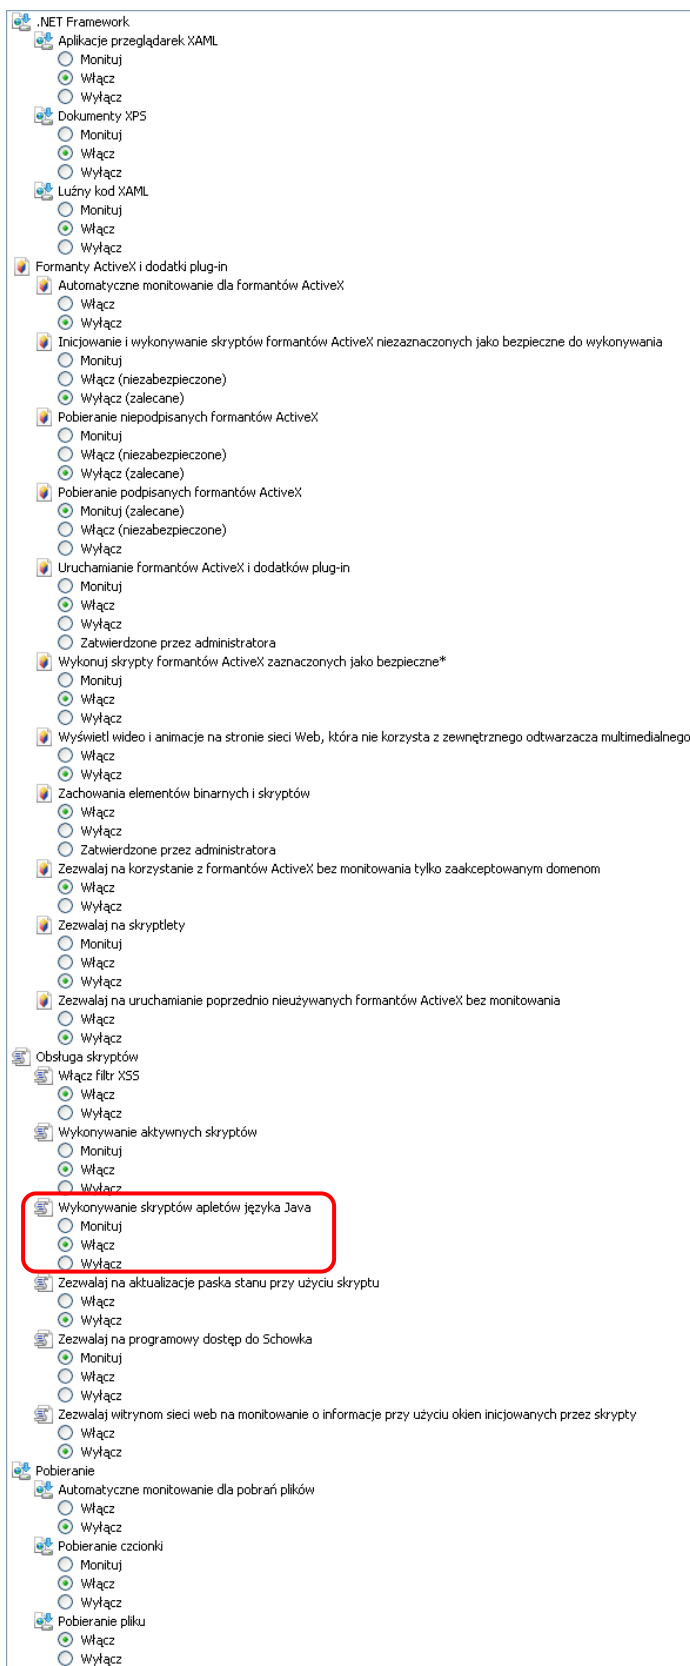 .NET Framework
Aplikacje przeglądarek XAML
Monituj
Włącz
Wyłącz
Dokumenty XPS
Monituj
Włącz
Wyłącz
Luźny kod XAML
Monituj
Włącz
Wyłącz
Formanty ActiveX i dodatki plug-in
Automatyczne monitowanie dla formantów ActiveX
Włącz
Wyłącz
Inicjowanie i wykonywanie skryptów formantów ActiveX niezaznaczonych jako bezpieczne do wykonywania
Monituj
Włącz (niezabezpieczone)
Wyłącz (zalecane)
Pobieranie niepodpisanych formantów ActiveX
Monituj
Włącz (niezabezpieczone)
Wyłącz (zalecane)
Pobieranie podpisanych formantów ActiveX
Monituj (zalecane)
Włącz (niezabezpieczone)
Wyłącz
Uruchamianie formantów ActiveX i dodatków plug-in
Monituj
Włącz
Wyłącz
Zatwierdzone przez administratora
Wykonuj skrypty formantów ActiveX zaznaczonych jako bezpieczne*
Monituj
Włącz
Wyłącz
Wyświetl wideo i animacje na stronie sieci Web, która nie korzysta z zewnętrznego odtwarzacza multimedialnego
Włącz
Wyłącz
Zachowania elementów binarnych i skryptów
Włącz
Wyłącz
Zatwierdzone przez administratora
Zezwalaj na korzystanie z formantów ActiveX bez monitowania tylko zaakceptowanym domenom
Włącz
Wyłącz
Zezwalaj na skryptlety
Monituj
Włącz
Wyłącz
Zezwalaj na uruchamianie poprzednio nieużywanych formantów ActiveX bez monitowania
Włącz
Wyłącz
Obsługa skryptów
Włącz filtr XSS
Włącz
Wyłącz
Wykonywanie aktywnych skryptów
Monituj
Włącz
Wyłącz
Wykonywanie skryptów apletów języka Java
Monituj
Włącz
Wyłącz
Zezwalaj na aktualizacje paska stanu przy użyciu skryptu
Włącz
Wyłącz
Zezwalaj na programowy dostęp do Schowka
Monituj
Włącz
Wyłącz
Zezwalaj witrynom sieci web na monitowanie o informacje przy użyciu okien inicjowanych przez skrypty
Włącz
Wyłącz
Pobieranie
Automatyczne monitowanie dla pobrań plików
Włącz
Wyłącz
Pobieranie czcionki
Monituj
Włącz
Wyłącz
Pobieranie pliku
Włącz
Wyłącz